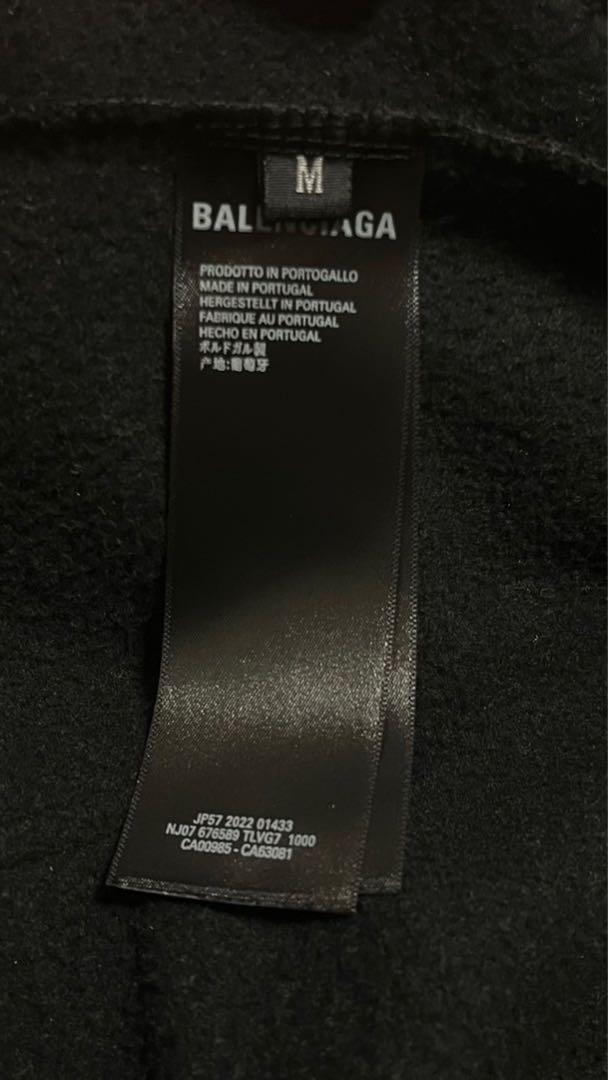 M
BALENCIAGA
PRODOTTO IN PORTOGALLO
MADE IN PORTUGAL
HERGESTELLT IN PORTUGAL
FABRIQUE AU PORTUGAL
HECHO EN PORTUGAL
ポルトガル製
产地:葡萄牙
JP57 2022 01433
NJ07 676589 TLVG7 1000
CA00985 - CA63081